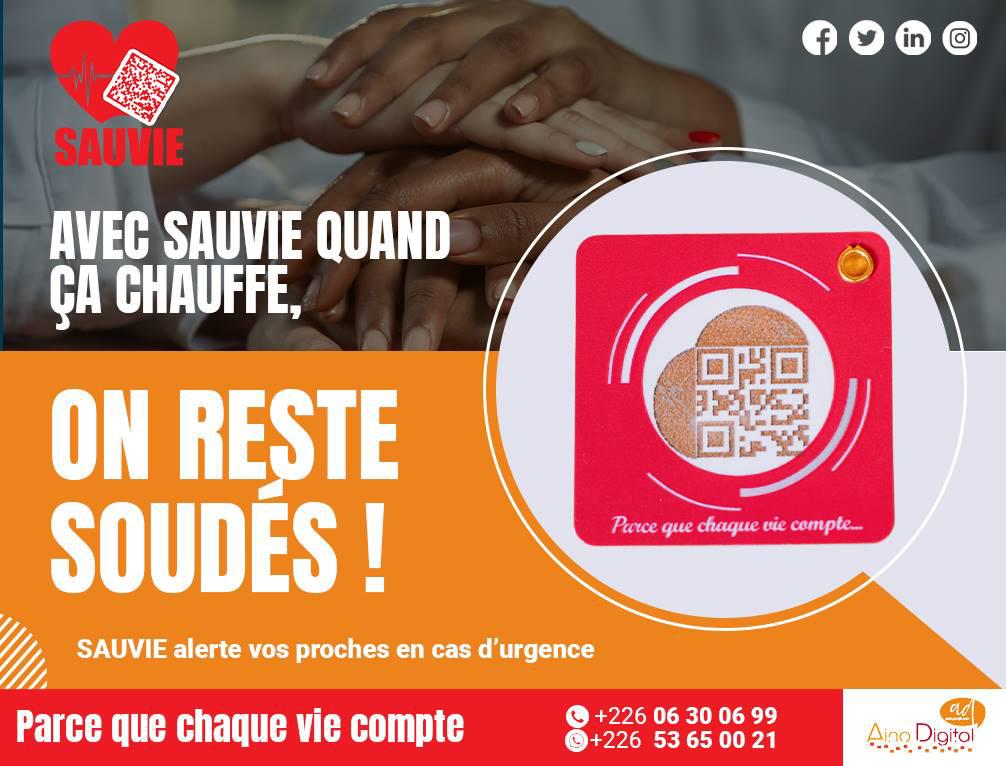 SAUVIE
AVEC SAUVIE QUAND
ÇA CHAUFFE,
ON RESTE
SOUDÉS !
Parce que chaque vie compte...
SAUVIE alerte vos proches en cas d’urgence
Parce que chaque vie compte
+226 06 30 06 99
+226 53 65 00 21
ad
Aino Digital